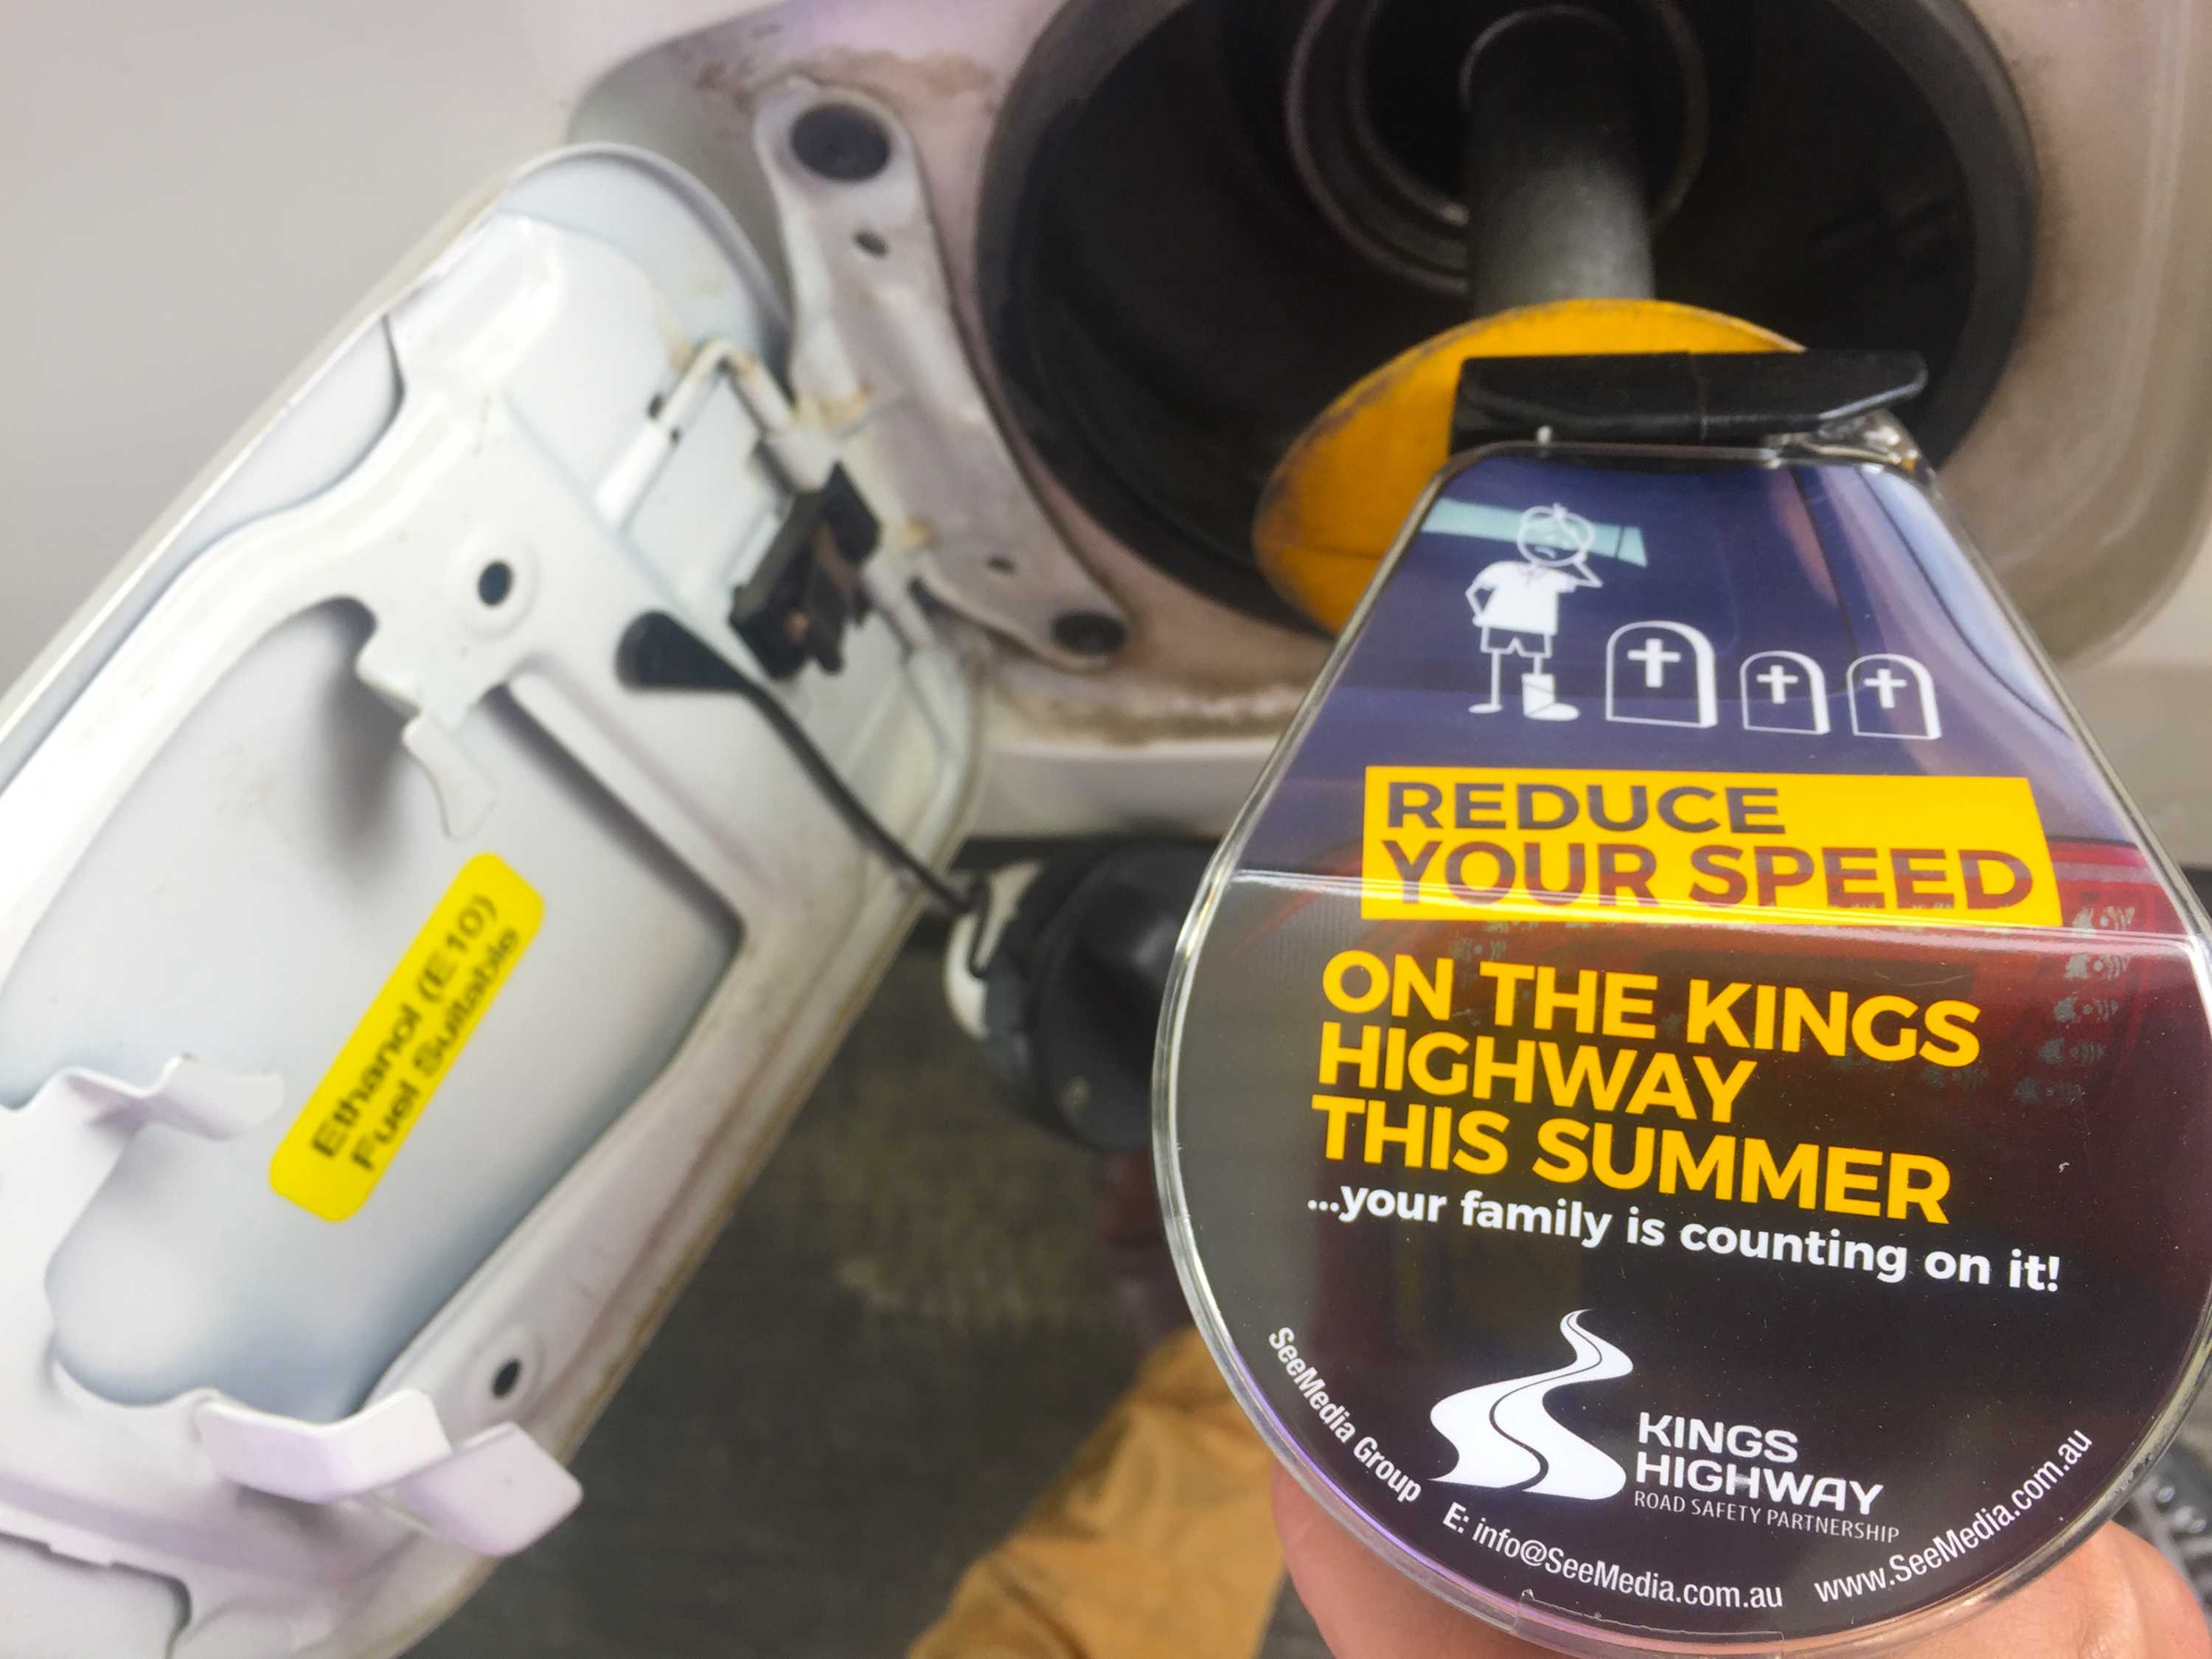 Ethanol (E10)
Fuel Suitable
REDUCE
YOUR SPEED
ON THE KINGS
HIGHWAY
THIS SUMMER
...your family is counting on it!
KINGS
HIGHWAY
ROAD SAFETY PARTNERSHIP
SeeMedia Group E: info@SeeMedia.com.au www.SeeMedia.com.au